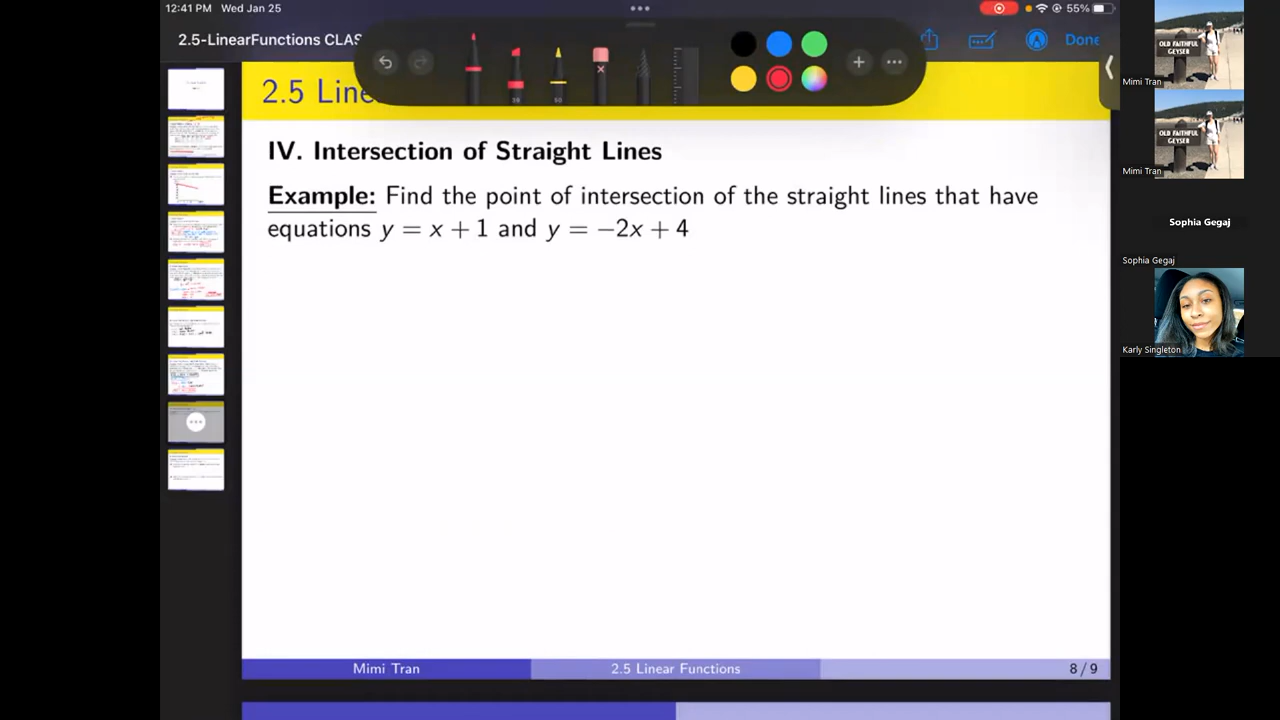 12:41 PM Wed Jan 25
55%
2.5-LinearFunctions CLAS
Done
2.5 Line
IV. Intersection of Straight Lines
Example: Find the point of intersection of the straight lines that have
equations y = x + 1 and y = −2x + 4
Mimi Tran
2.5 Linear Functions
8 / 9
OLD FAITHFUL
GEYSER
Mimi Tran
OLD FAITHFUL
GEYSER
Mimi Tran
Sophia Gegaj
Sophia Gegaj
Karly Singleton